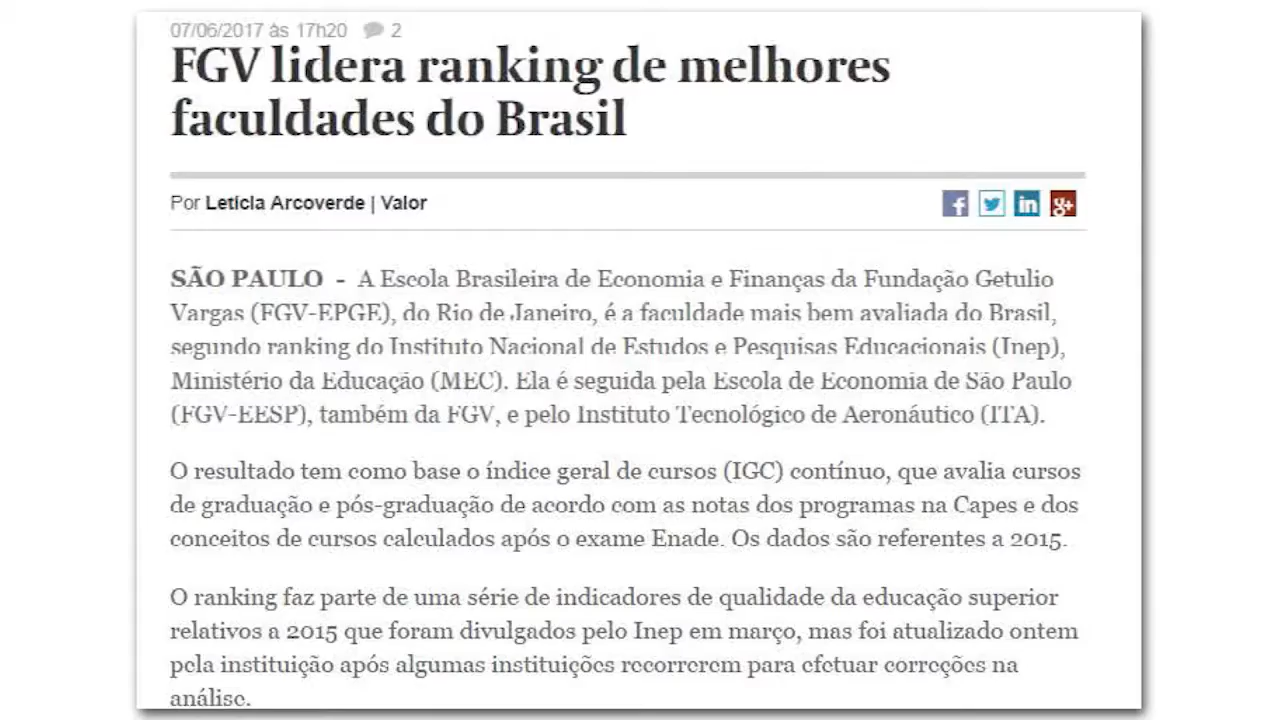 07/06/2017 às 17h20 2
FGV lidera ranking de melhores
faculdades do Brasil
Por Letícia Arcoverde | Valor
f in g+
SÃO PAULO - A Escola Brasileira de Economia e Finanças da Fundação Getulio
Vargas (FGV-EPGE), do Rio de Janeiro, é a faculdade mais bem avaliada do Brasil,
segundo ranking do Instituto Nacional de Estudos e Pesquisas Educacionais (Inep),
Ministério da Educação (MEC). Ela é seguida pela Escola de Economia de São Paulo
(FGV-EESP), também da FGV, e pelo Instituto Tecnológico de Aeronáutico (ITA).
O resultado tem como base o índice geral de cursos (IGC) contínuo, que avalia cursos
de graduação e pós-graduação de acordo com as notas dos programas na Capes e dos
conceitos de cursos calculados após o exame Enade. Os dados são referentes a 2015.
O ranking faz parte de uma série de indicadores de qualidade da educação superior
relativos a 2015 que foram divulgados pelo Inep em março, mas foi atualizado ontem
pela instituição após algumas instituições recorrerem para efetuar correções na
análise.